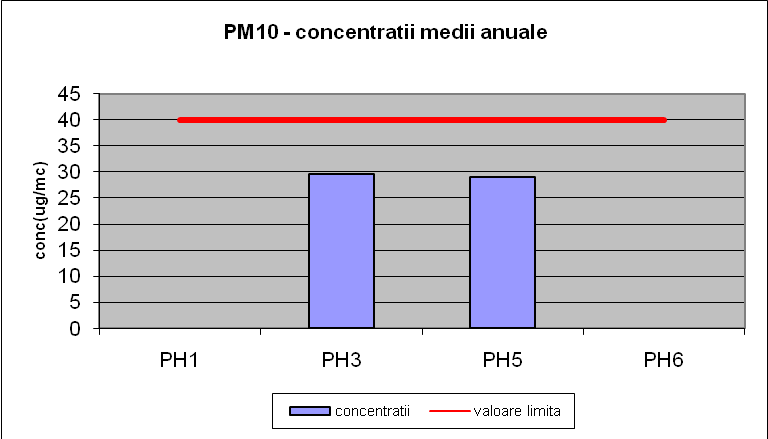 PM10 - concentratii medii anuale
conc(ug/mc)
45
40
35
30
25
20
15
10
5
0
PH1 PH3 PH5 PH6
concentratii valoare limita